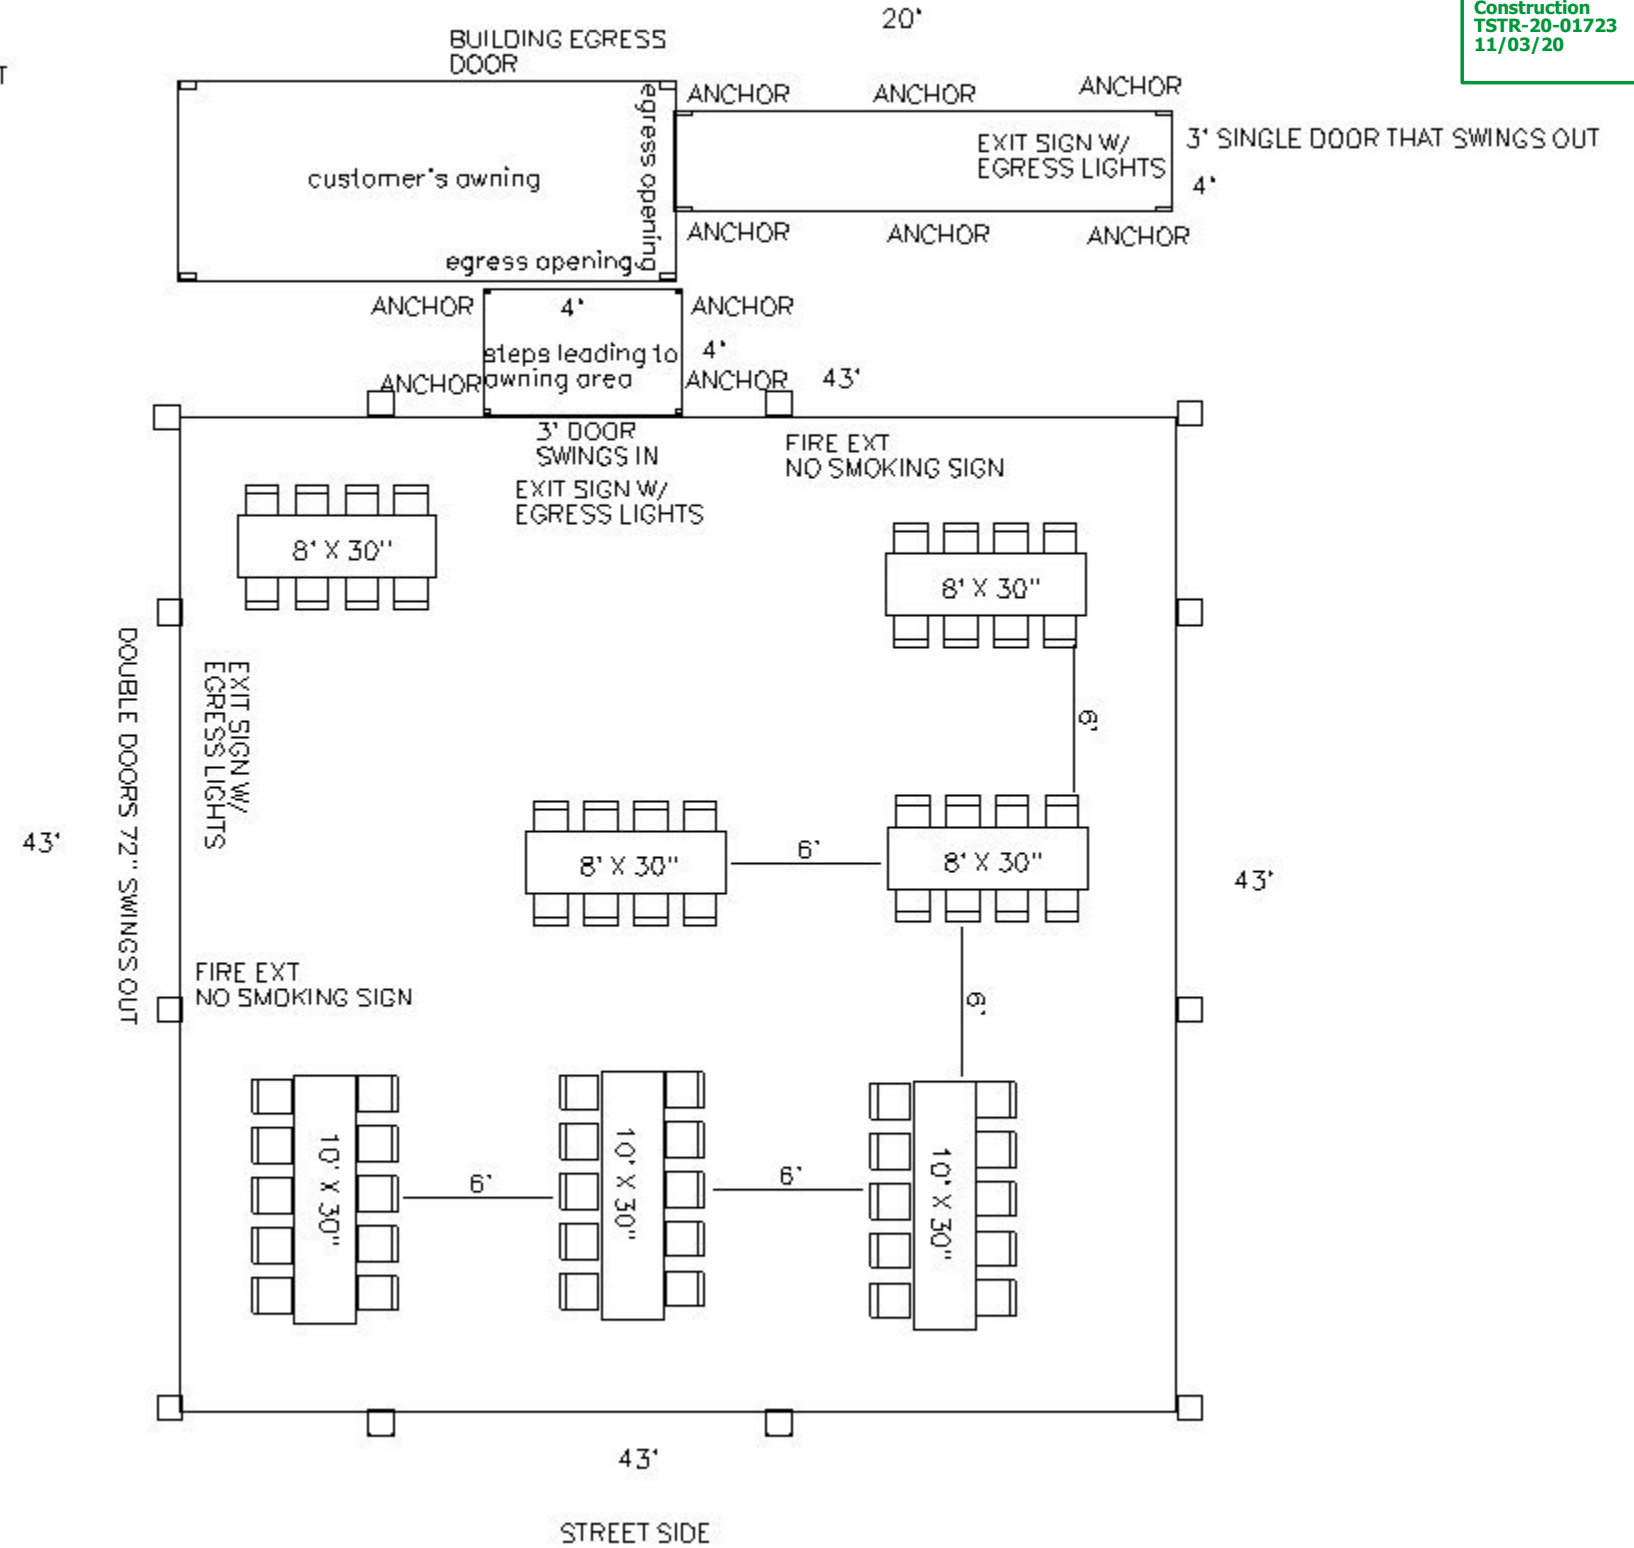 20'
Construction
TSTR-20-01723
11/03/20
T
BUILDING EGRESS
DOOR
ANCHOR
ANCHOR
ANCHOR
egress opening
customer's awning
egress opening
EXIT SIGN W/
EGRESS LIGHTS
3' SINGLE DOOR THAT SWINGS OUT
4'
ANCHOR
ANCHOR
ANCHOR
ANCHOR
4'
ANCHOR
steps leading to
awning area
4'
ANCHOR
ANCHOR
43'
3' DOOR
SWINGS IN
EXIT SIGN W/
EGRESS LIGHTS
FIRE EXT
NO SMOKING SIGN
8' X 30"
8' X 30"
DOUBLE DOORS 72" SWINGS OUT
EXIT SIGN W/
EGRESS LIGHTS
6'
43'
8' X 30"
6'
8' X 30"
43'
FIRE EXT
NO SMOKING SIGN
6'
10' X 30"
6'
10' X 30"
6'
10' X 30"
43'
STREET SIDE